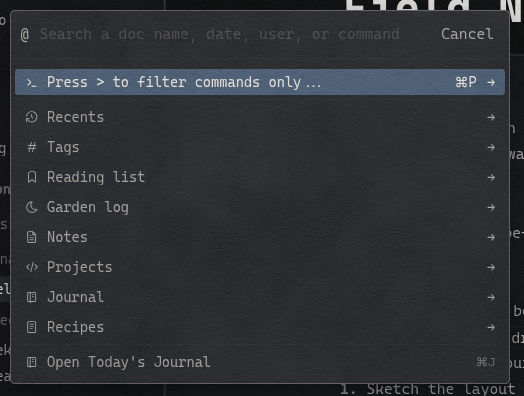 Field N
@ Search a doc name, date, user, or command Cancel
>_ Press > to filter commands only... ⌘P →
Recents →
# Tags →
Reading list →
Garden log →
Notes →
</> Projects →
Journal →
Recipes →
Open Today's Journal ⌘J
1. Sketch the layout